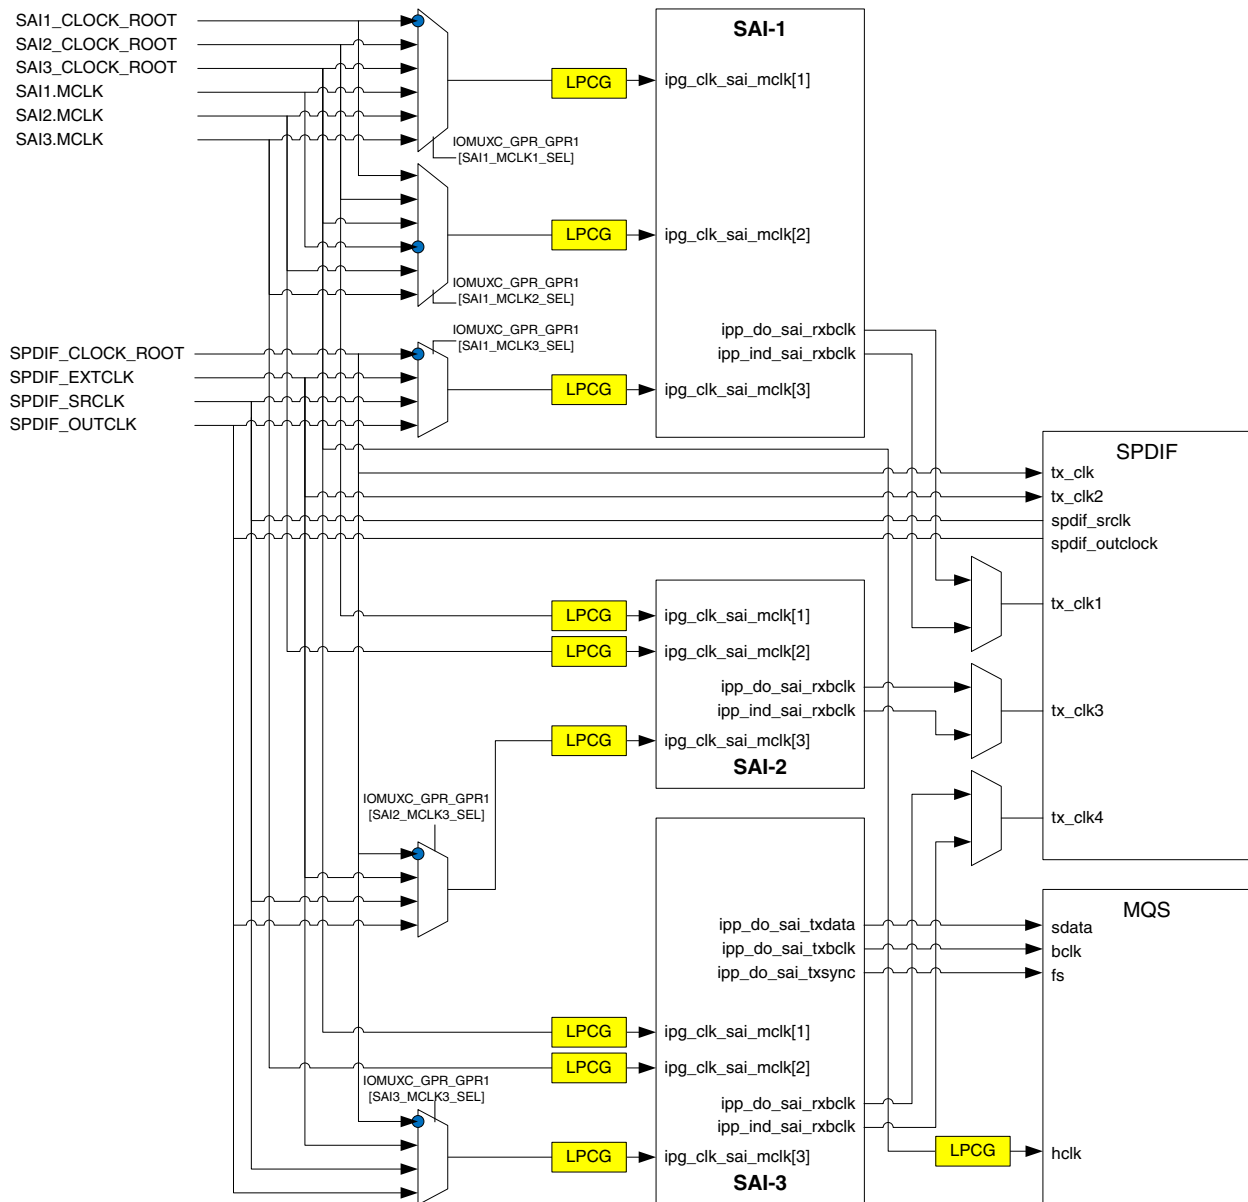 SAI1_CLOCK_ROOT
SAI2_CLOCK_ROOT
SAI3_CLOCK_ROOT
SAI1.MCLK
SAI2.MCLK
SAI3.MCLK
SAI-1
LPCG
ipg_clk_sai_mclk[1]
IOMUXC_GPR_GPR1
[SAI1_MCLK1_SEL]
LPCG
ipg_clk_sai_mclk[2]
IOMUXC_GPR_GPR1
[SAI1_MCLK2_SEL]
SPDIF_CLOCK_ROOT
SPDIF_EXTCLK
SPDIF_SRCLK
SPDIF_OUTCLK
IOMUXC_GPR_GPR1
[SAI1_MCLK3_SEL]
ipp_do_sai_rxbclk
ipp_ind_sai_rxbclk
LPCG
ipg_clk_sai_mclk[3]
SPDIF
tx_clk
tx_clk2
spdif_srclk
spdif_outclock
tx_clk1
tx_clk3
tx_clk4
LPCG
ipg_clk_sai_mclk[1]
LPCG
ipg_clk_sai_mclk[2]
ipp_do_sai_rxbclk
ipp_ind_sai_rxbclk
LPCG
ipg_clk_sai_mclk[3]
SAI-2
IOMUXC_GPR_GPR1
[SAI2_MCLK3_SEL]
MQS
ipp_do_sai_txdata
ipp_do_sai_txbclk
ipp_do_sai_txsync
sdata
bclk
fs
LPCG
ipg_clk_sai_mclk[1]
LPCG
ipg_clk_sai_mclk[2]
IOMUXC_GPR_GPR1
[SAI3_MCLK3_SEL]
ipp_do_sai_rxbclk
ipp_ind_sai_rxbclk
LPCG
ipg_clk_sai_mclk[3]
SAI-3
LPCG
hclk